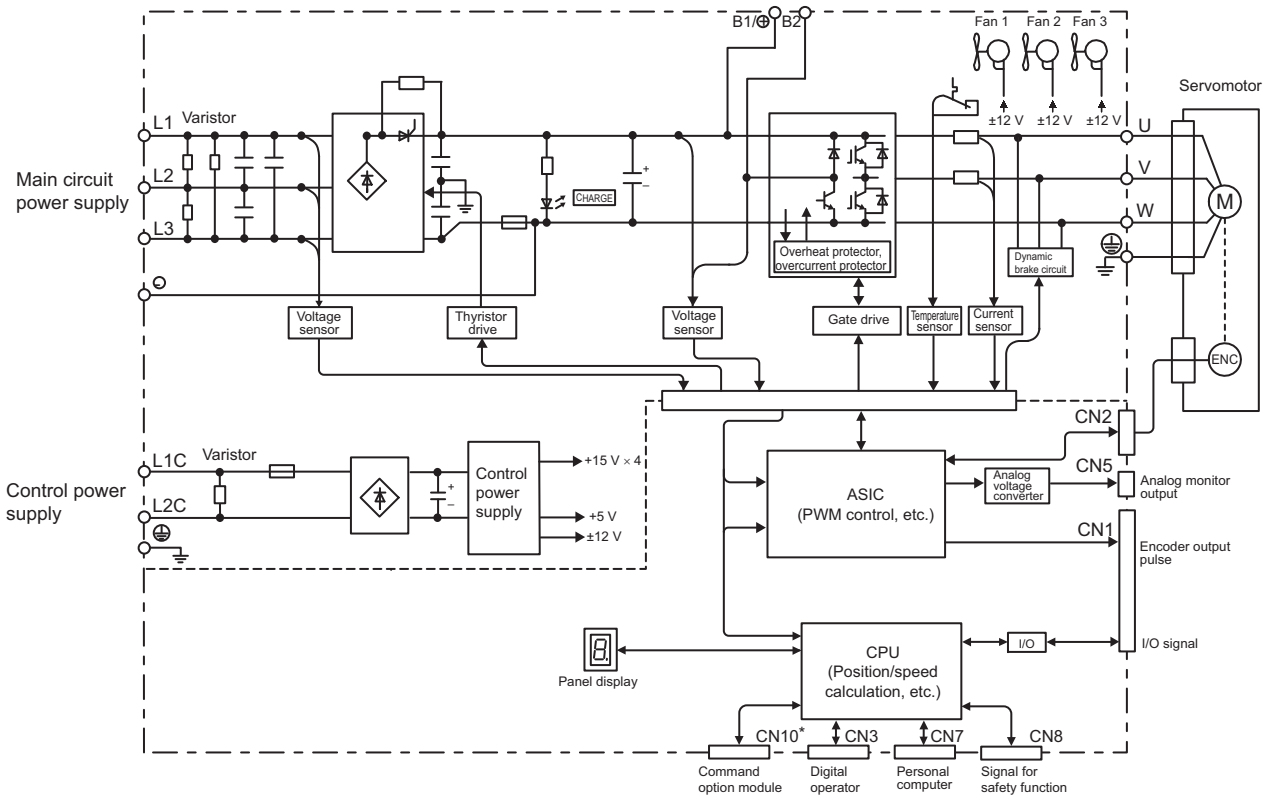 B1/⊕ B2
Fan 1 Fan 2 Fan 3
±12 V ±12 V ±12 V
Servomotor
Main circuit
power supply
L1
Varistor
L2
L3
⊖
+
–
CHARGE
Overheat protector,
overcurrent protector
U
V
W
M
ENC
Dynamic
brake circuit
Voltage
sensor
Thyristor
drive
Voltage
sensor
Gate drive
Temperature
sensor
Current
sensor
Control power
supply
L1C
Varistor
L2C
+
–
Control
power
supply
+15 V × 4
+5 V
±12 V
ASIC
(PWM control, etc.)
Analog
voltage
converter
CN2
CN5
Analog monitor
output
CN1
Encoder output
pulse
I/O
I/O signal
8.
Panel display
CPU
(Position/speed
calculation, etc.)
CN10*
CN3
CN7
CN8
Command
option module
Digital
operator
Personal
computer
Signal for
safety function